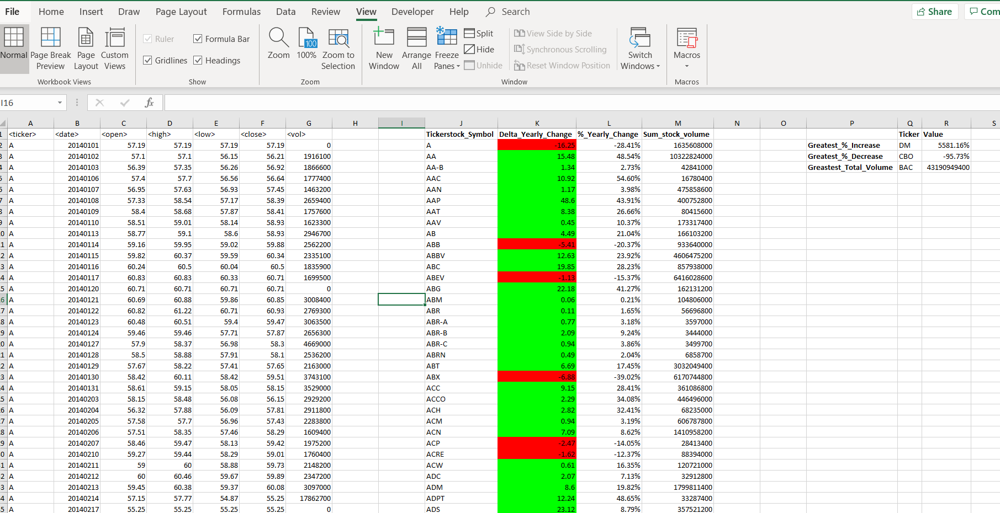 File Home Insert Draw Page Layout Formulas Data Review View Developer Help Search Share Com
Ruler Formula Bar Split View Side by Side
Normal Page Break Page Custom Zoom 100% Zoom to New Arrange Freeze Hide Synchronous Scrolling Switch Macros
Preview Layout Views Gridlines Headings Selection Window All Panes Unhide Reset Window Position Windows
Workbook Views Show Zoom Window Macros
I16 fx
A B C D E F G H I J K L M N O P Q R S
1 <ticker> <date> <open> <high> <low> <close> <vol> Tickerstock_Symbol Delta_Yearly_Change %_Yearly_Change Sum_stock_volume Ticker Value
2 A 20140101 57.19 57.19 57.19 57.19 0 A -16.25 -28.41% 1635608000 Greatest_%_Increase DM 5581.16%
3 A 20140102 57.1 57.1 56.15 56.21 1916100 AA 15.48 48.54% 10322824000 Greatest_%_Decrease CBO -95.73%
4 A 20140103 56.39 57.35 56.26 56.92 1866600 AA-B 1.34 2.73% 42841000 Greastest_Total_Volume BAC 43190949400
5 A 20140106 57.4 57.7 56.56 56.64 1777400 AAC 10.92 54.60% 16780400
6 A 20140107 56.95 57.63 56.93 57.45 1463200 AAN 1.17 3.98% 475858600
7 A 20140108 57.33 58.54 57.17 58.39 2659400 AAP 48.6 43.91% 400752800
8 A 20140109 58.4 58.68 57.87 58.41 1757600 AAT 8.38 26.66% 80415600
9 A 20140110 58.51 59.01 58.14 58.93 1623300 AAV 0.45 10.37% 173317400
0 A 20140113 58.77 59.1 58.6 58.93 2946700 AB 4.49 21.04% 166103200
1 A 20140114 59.16 59.95 59.02 59.88 2562200 ABB -5.41 -20.37% 933640000
2 A 20140115 59.82 60.37 59.59 60.34 2335100 ABBV 12.63 23.92% 4606475200
3 A 20140116 60.24 60.5 60.04 60.5 1835900 ABC 19.85 28.23% 857938000
4 A 20140117 60.83 60.83 60.33 60.71 1699500 ABEV -1.13 -15.37% 6416028600
5 A 20140120 60.71 60.71 60.71 60.71 0 ABG 22.18 41.27% 162131200
6 A 20140121 60.69 60.88 59.86 60.85 3008400 ABM 0.06 0.21% 104806000
7 A 20140122 60.82 61.22 60.71 60.93 2769300 ABR 0.11 1.65% 56696800
8 A 20140123 60.48 60.51 59.4 59.47 3063500 ABR-A 0.77 3.18% 3597000
9 A 20140124 59.46 59.46 57.71 57.87 2656300 ABR-B 2.09 9.24% 3444000
0 A 20140127 57.9 58.37 56.98 58.3 4669000 ABR-C 0.94 3.86% 3499700
1 A 20140128 58.5 58.88 57.91 58.1 2536200 ABRN 0.49 2.04% 6858700
2 A 20140129 57.67 58.22 57.41 57.65 2163000 ABT 6.69 17.45% 3032049400
3 A 20140130 58.42 60.11 58.42 59.51 3743100 ABX -6.88 -39.02% 6170744800
4 A 20140131 58.61 59.15 58.05 58.15 3529000 ACC 9.15 28.41% 361086800
5 A 20140203 58.15 58.48 56.08 56.15 2929200 ACCO 2.29 34.08% 446496000
6 A 20140204 56.32 57.88 56.09 57.81 2911800 ACH 2.82 32.41% 68235000
7 A 20140205 57.58 57.7 56.96 57.43 2283800 ACM 0.94 3.19% 606787800
8 A 20140206 57.51 58.35 57.46 58.29 1609400 ACN 7.09 8.62% 1410958200
9 A 20140207 58.46 59.47 58.13 59.42 1975200 ACP -2.47 -14.05% 28413400
0 A 20140210 59.27 59.44 58.29 59.01 1760400 ACRE -1.62 -12.37% 88394000
1 A 20140211 59 60 58.88 59.73 2148200 ACW 0.61 16.35% 120721000
2 A 20140212 60 60.46 59.67 59.89 2347200 ADC 2.07 7.13% 32912800
3 A 20140213 59.45 60.38 59.37 60.08 3097000 ADM 8.6 19.82% 1799811400
4 A 20140214 57.15 57.77 54.87 55.25 17862700 ADPT 12.24 48.65% 33287400
5 A 20140217 55.25 55.25 55.25 55.25 0 ADS 23.12 8.79% 357521200